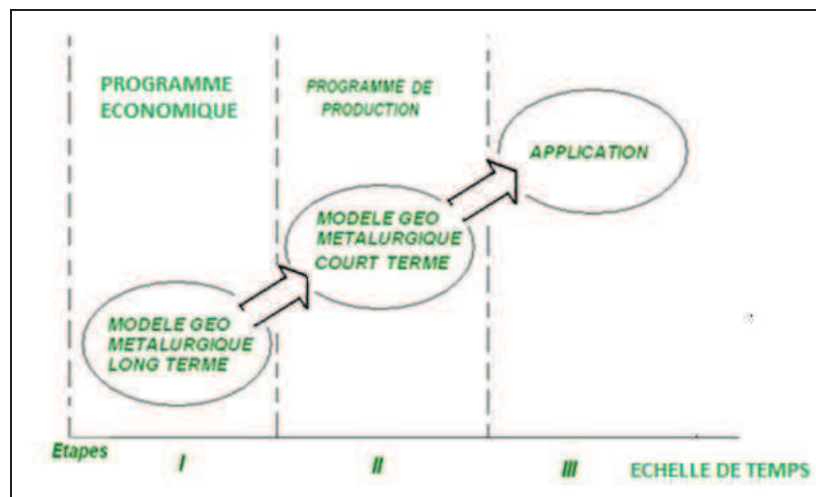 PROGRAMME
ECONOMIQUE
PROGRAMME DE
PRODUCTION
APPLICATION
MODELE GEO
METALURGIQUE
COURT TERME
MODELE GEO
METALURGIQUE
LONG TERME
Etapes I II III ECHELLE DE TEMPS